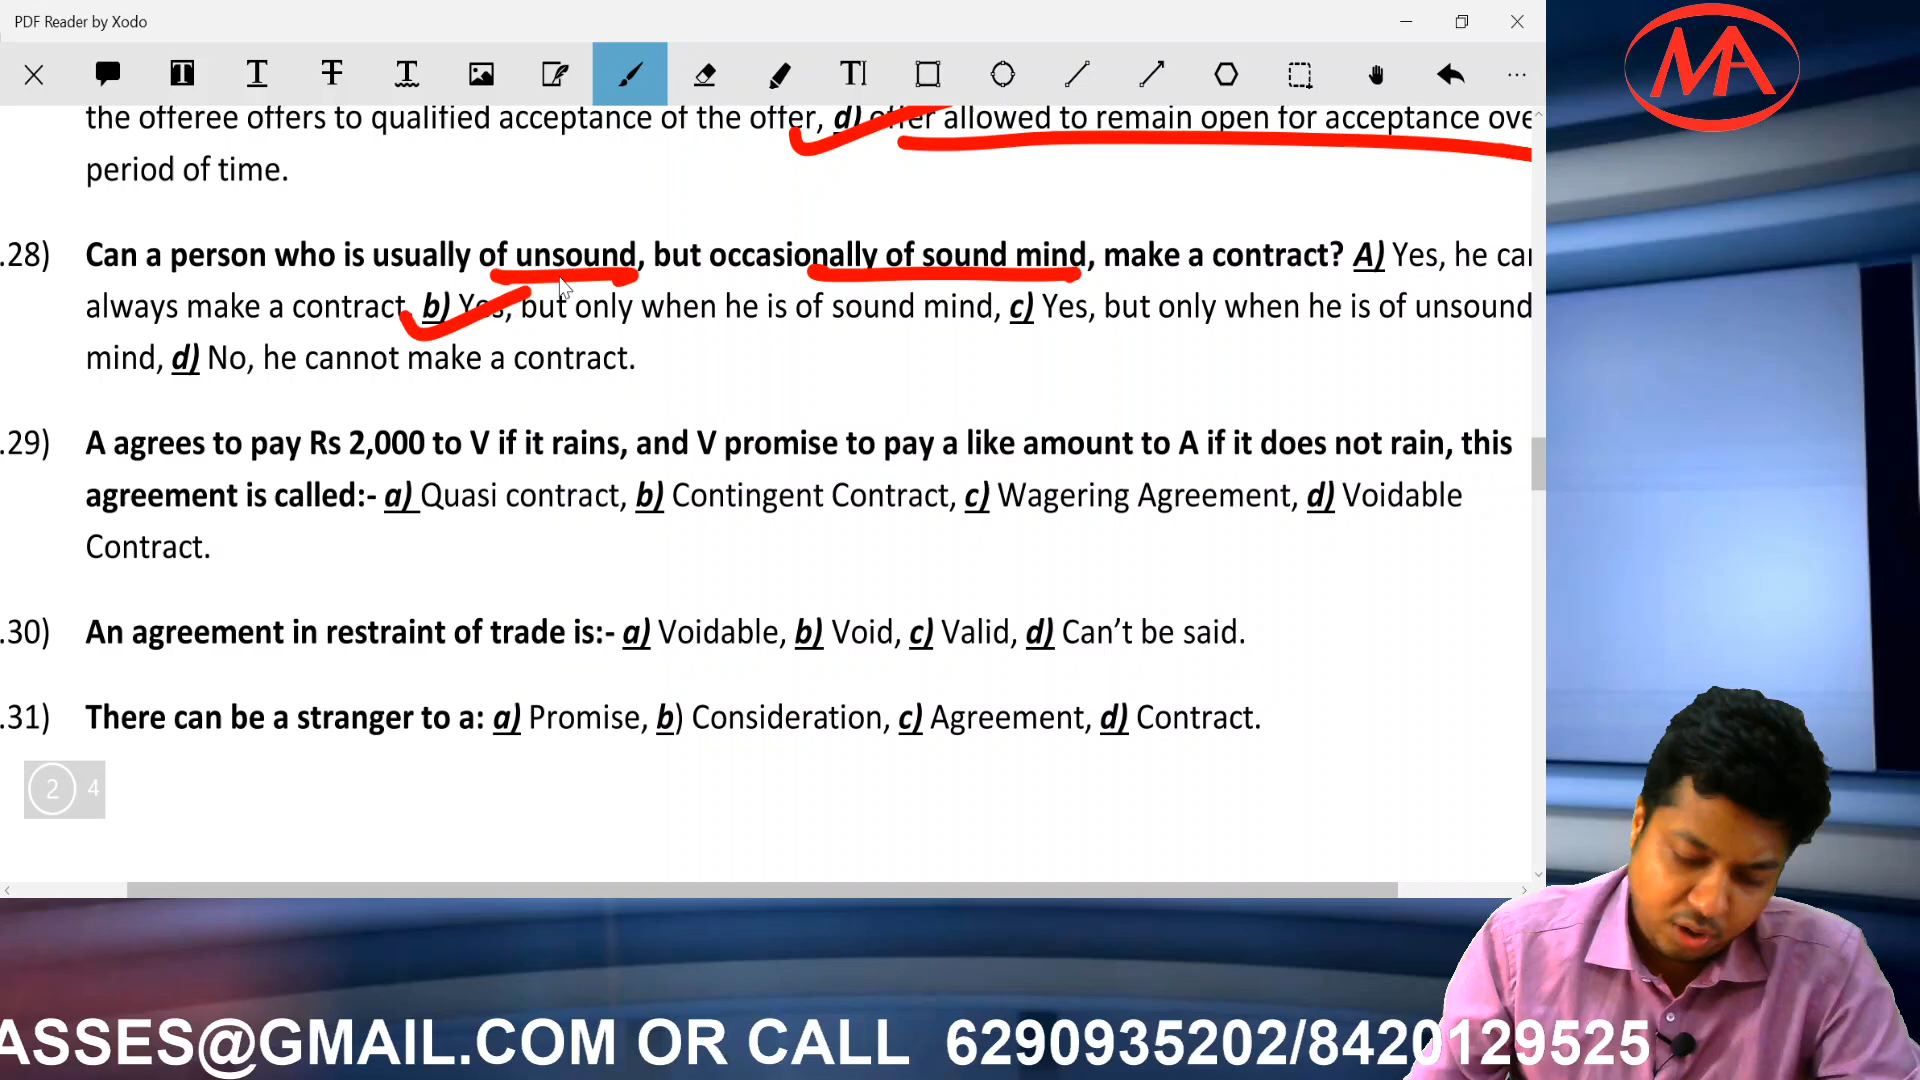 PDF Reader by Xodo
MA
the offeree offers to qualified acceptance of the offer, d) offer allowed to remain open for acceptance ove
period of time.
.28) Can a person who is usually of unsound, but occasionally of sound mind, make a contract? A) Yes, he can
always make a contract, b) Yes, but only when he is of sound mind, c) Yes, but only when he is of unsound
mind, d) No, he cannot make a contract.
.29) A agrees to pay Rs 2,000 to V if it rains, and V promise to pay a like amount to A if it does not rain, this
agreement is called:- a) Quasi contract, b) Contingent Contract, c) Wagering Agreement, d) Voidable
Contract.
.30) An agreement in restraint of trade is:- a) Voidable, b) Void, c) Valid, d) Can't be said.
.31) There can be a stranger to a: a) Promise, b) Consideration, c) Agreement, d) Contract.
2 4
ASSES@GMAIL.COM OR CALL 6290935202/8420129525